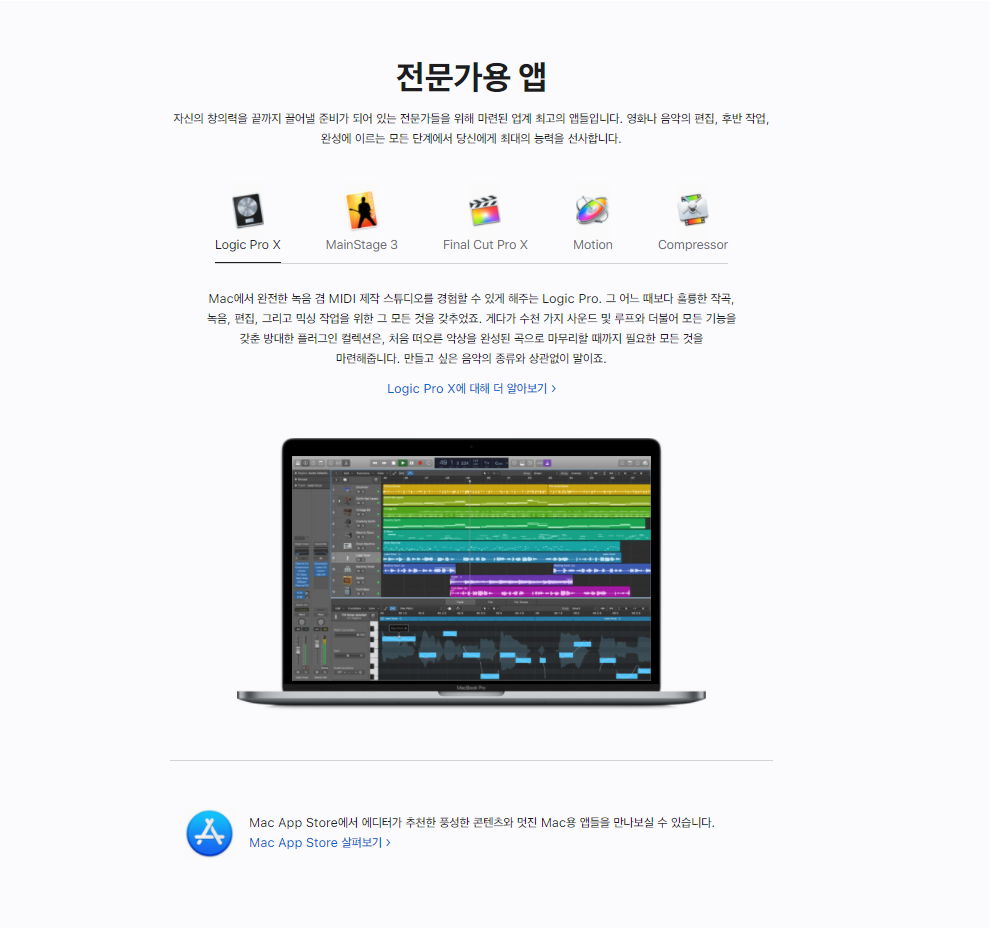 전문가용 앱
자신의 창의력을 끝까지 끌어낼 준비가 되어 있는 전문가들을 위해 마련된 업계 최고의 앱들입니다. 영화나 음악의 편집, 후반 작업,
완성에 이르는 모든 단계에서 당신에게 최대의 능력을 선사합니다.
Logic Pro X
MainStage 3
Final Cut Pro X
Motion
Compressor
Mac에서 완전한 녹음 겸 MIDI 제작 스튜디오를 경험할 수 있게 해주는 Logic Pro. 그 어느 때보다 훌륭한 작곡,
녹음, 편집, 그리고 믹싱 작업을 위한 그 모든 것을 갖추었죠. 게다가 수천 가지 사운드 및 루프와 더불어 모든 기능을
갖춘 방대한 플러그인 컬렉션은, 처음 떠오른 악상을 완성된 곡으로 마무리할 때까지 필요한 모든 것을
마련해줍니다. 만들고 싶은 음악의 종류와 상관없이 말이죠.
Logic Pro X에 대해 더 알아보기 >
MacBook Pro
Mac App Store에서 에디터가 추천한 풍성한 콘텐츠와 멋진 Mac용 앱들을 만나보실 수 있습니다.
Mac App Store 살펴보기 >